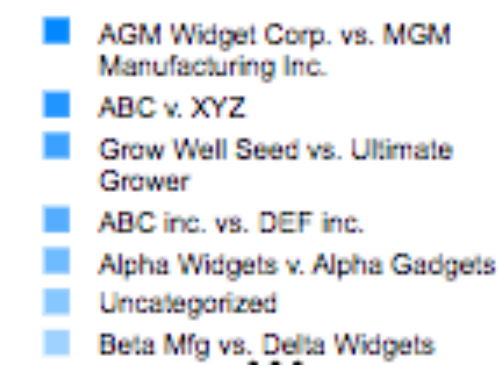 AGM Widget Corp. vs. MGM
Manufacturing Inc.
ABC v. XYZ
Grow Well Seed vs. Ultimate
Grower
ABC inc. vs. DEF inc.
Alpha Widgets v. Alpha Gadgets
Uncategorized
Beta Mfg vs. Delta Widgets